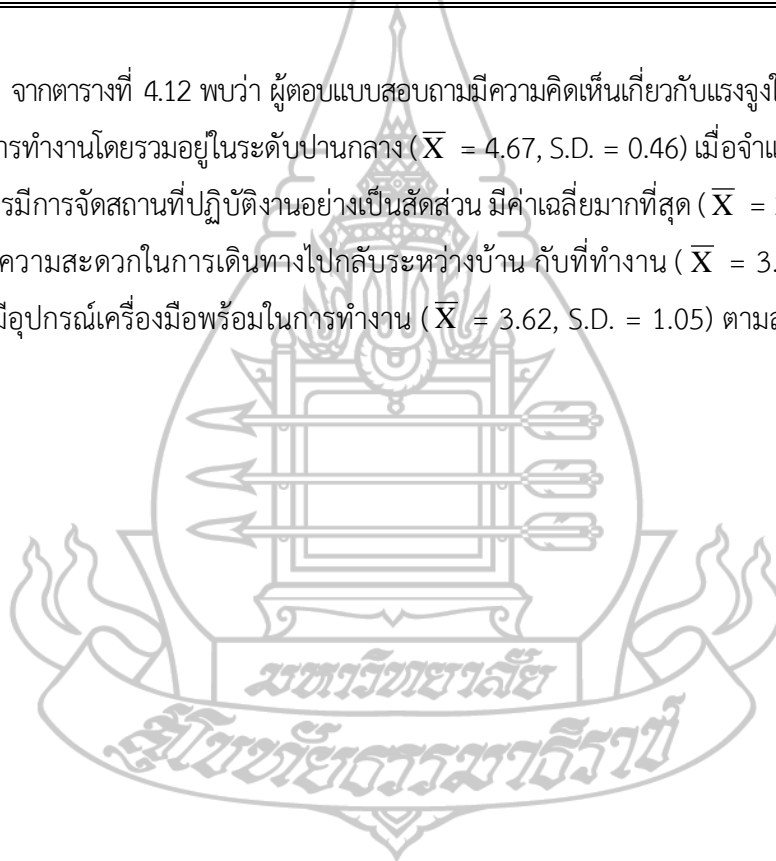 จากตารางที่ 4.12 พบว่า ผู้ตอบแบบสอบถามมีความคิดเห็นเกี่ยวกับแรงจูงใ
การทำงานโดยรวมอยู่ในระดับปานกลาง ( X̅ = 4.67, S.D. = 0.46) เมื่อจำแ
รมีการจัดสถานที่ปฏิบัติงานอย่างเป็นสัดส่วน มีค่าเฉลี่ยมากที่สุด ( X̅ =
ความสะดวกในการเดินทางไปกลับระหว่างบ้าน กับที่ทำงาน ( X̅ = 3.
มีอุปกรณ์เครื่องมือพร้อมในการทำงาน ( X̅ = 3.62, S.D. = 1.05) ตามล
มหาวิทยาลัย
สุโขทัยธรรมาธิราช